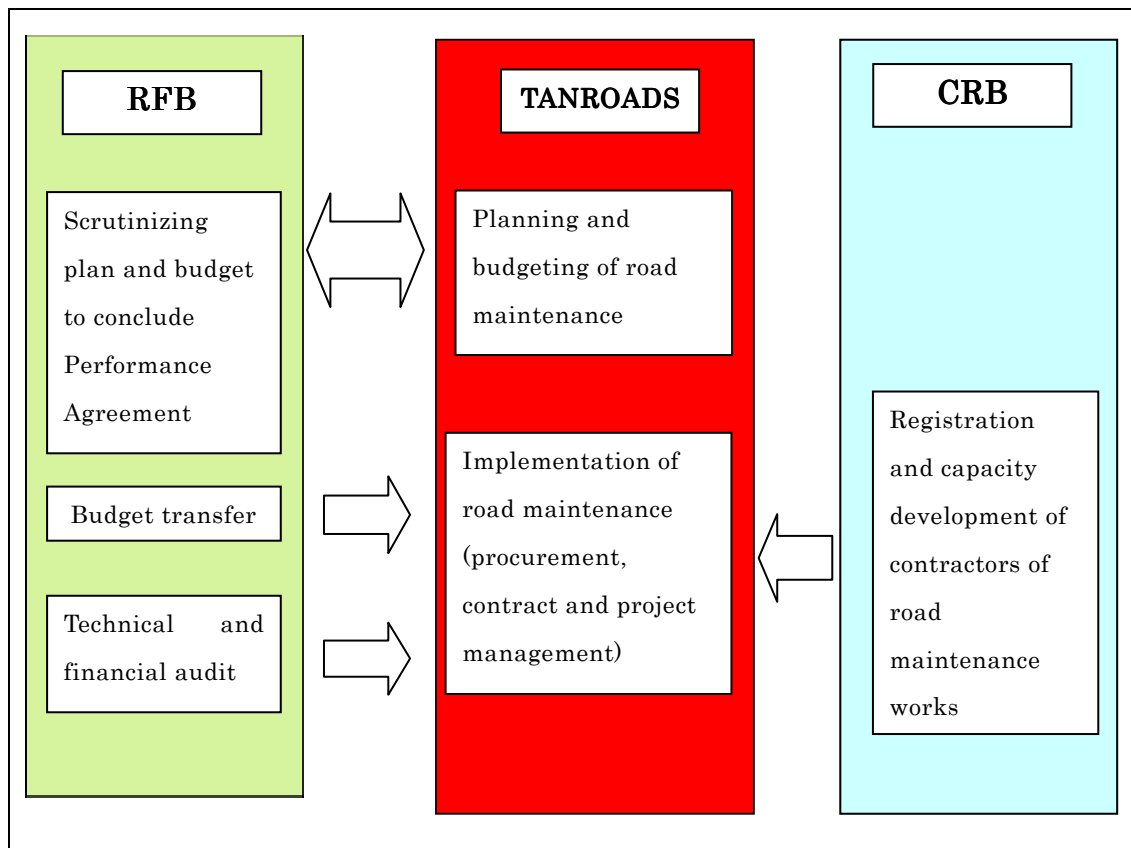 RFB
Scrutinizing
plan and budget
to conclude
Performance
Agreement
Budget transfer
Technical and
financial audit
TANROADS
Planning and
budgeting of road
maintenance
Implementation of
road maintenance
(procurement,
contract and project
management)
CRB
Registration
and capacity
development of
contractors of
road
maintenance
works